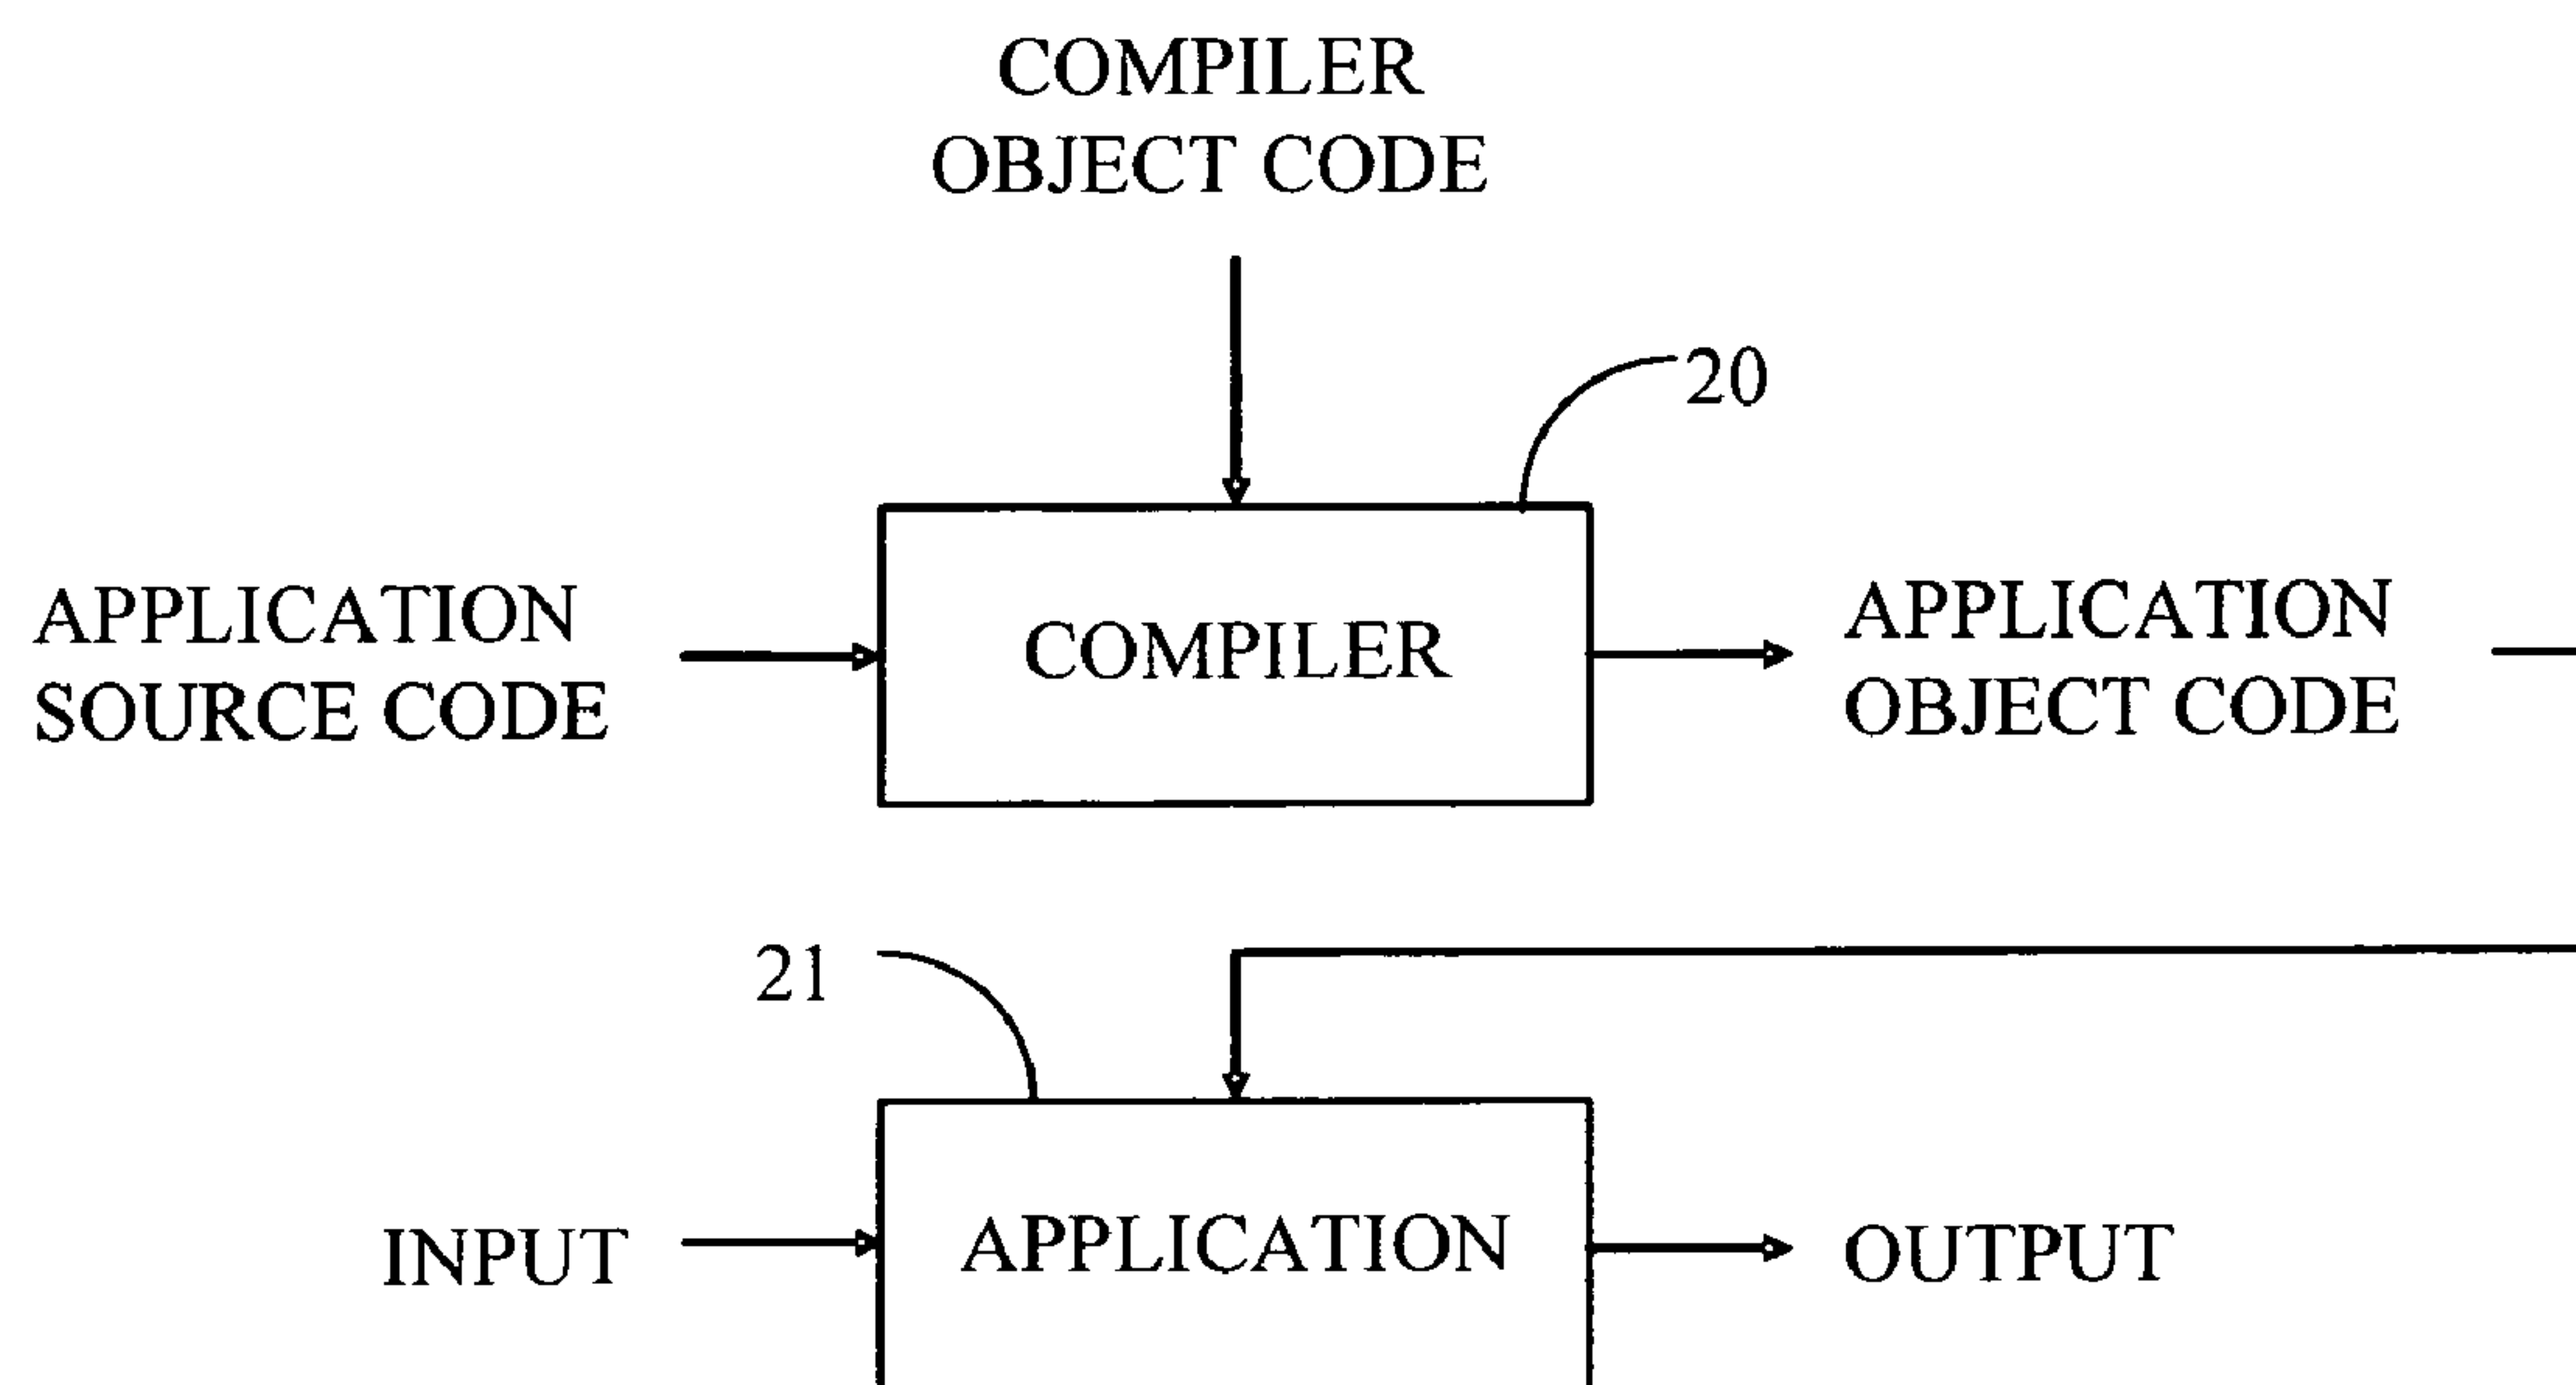 COMPILER
OBJECT CODE
20
APPLICATION
SOURCE CODE
COMPILER
APPLICATION
OBJECT CODE
21
INPUT
APPLICATION
OUTPUT